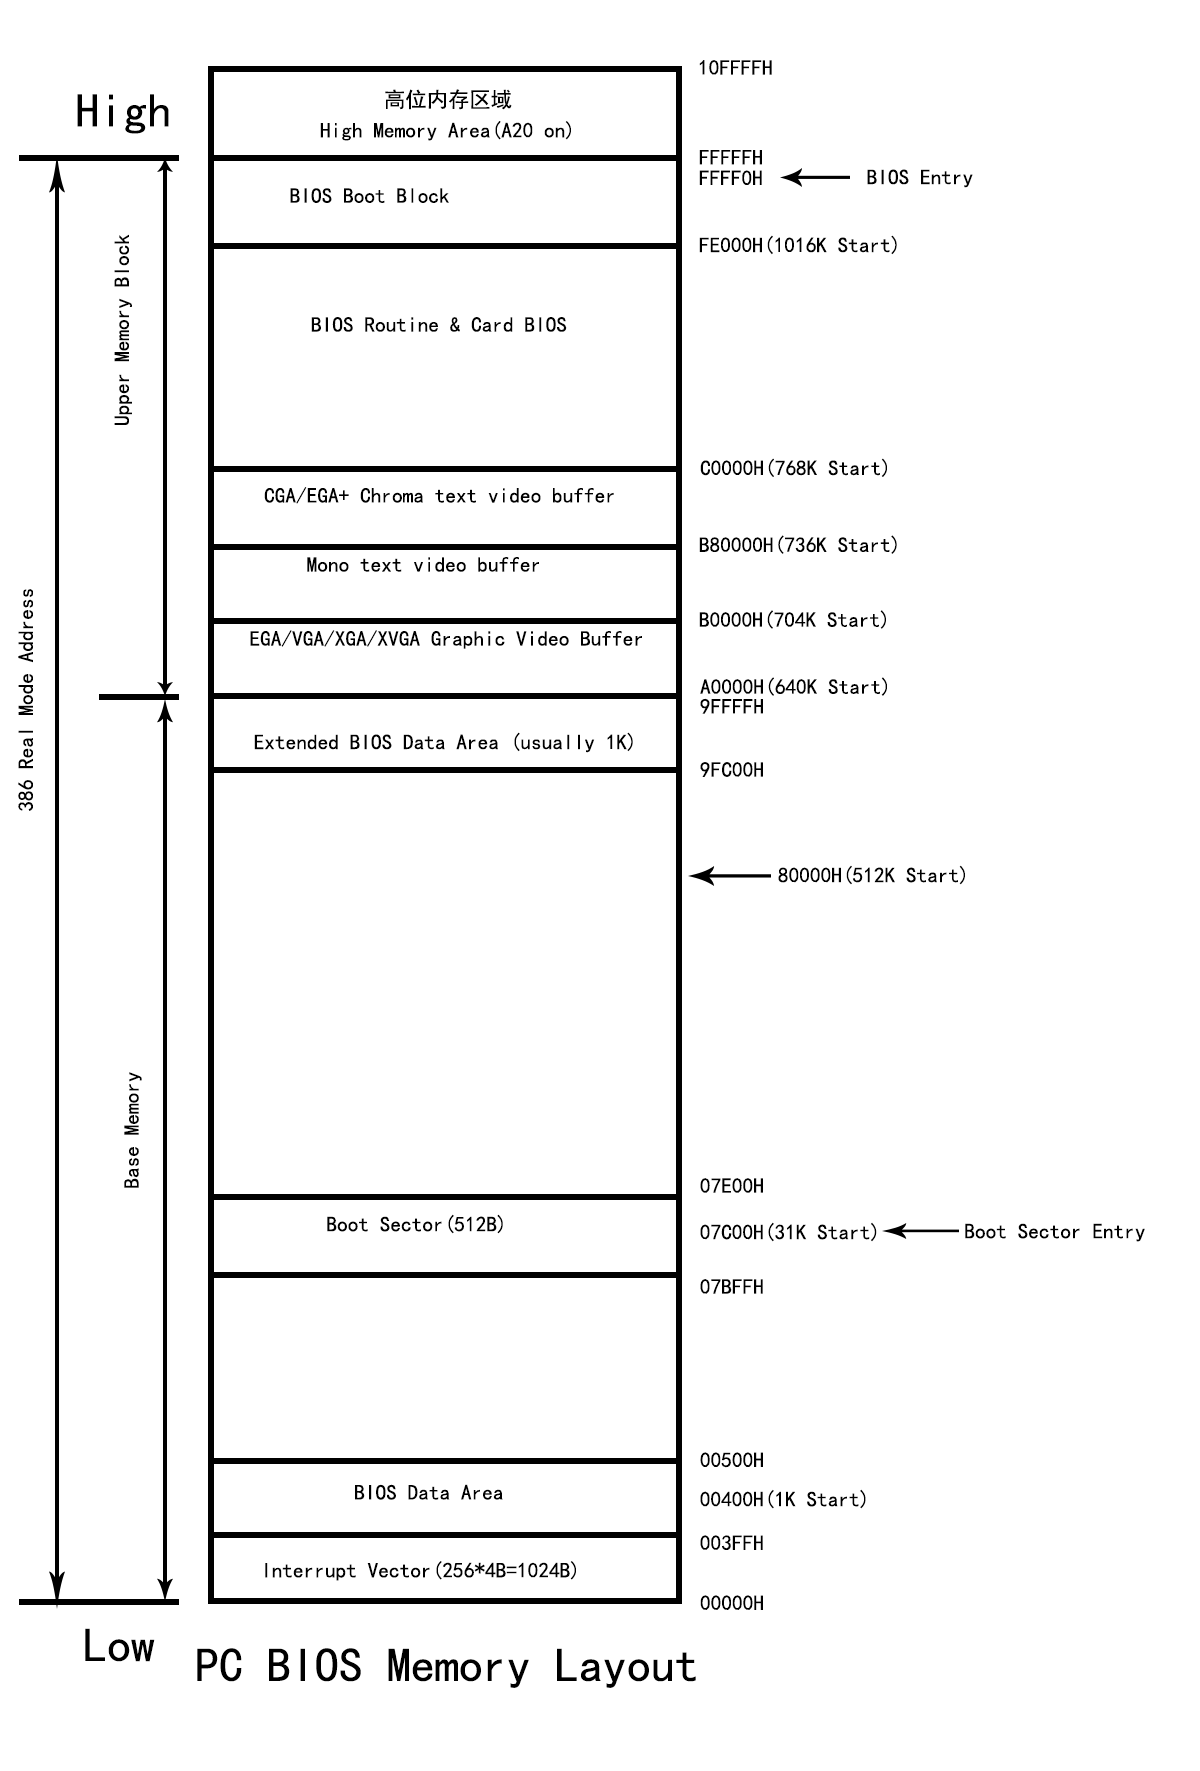 10FFFFH
High
高位内存区域
High Memory Area(A20 on)
FFFFFH
FFFF0H
BIOS Entry
BIOS Boot Block
FE000H(1016K Start)
Upper Memory Block
BIOS Routine & Card BIOS
C0000H(768K Start)
CGA/EGA+ Chroma text video buffer
B80000H(736K Start)
Mono text video buffer
B0000H(704K Start)
EGA/VGA/XGA/XVGA Graphic Video Buffer
386 Real Mode Address
A0000H(640K Start)
9FFFFH
Extended BIOS Data Area (usually 1K)
9FC00H
80000H(512K Start)
Base Memory
07E00H
Boot Sector(512B)
07C00H(31K Start)
Boot Sector Entry
07BFFH
00500H
BIOS Data Area
00400H(1K Start)
003FFH
Interrupt Vector(256*4B=1024B)
00000H
Low
PC BIOS Memory Layout